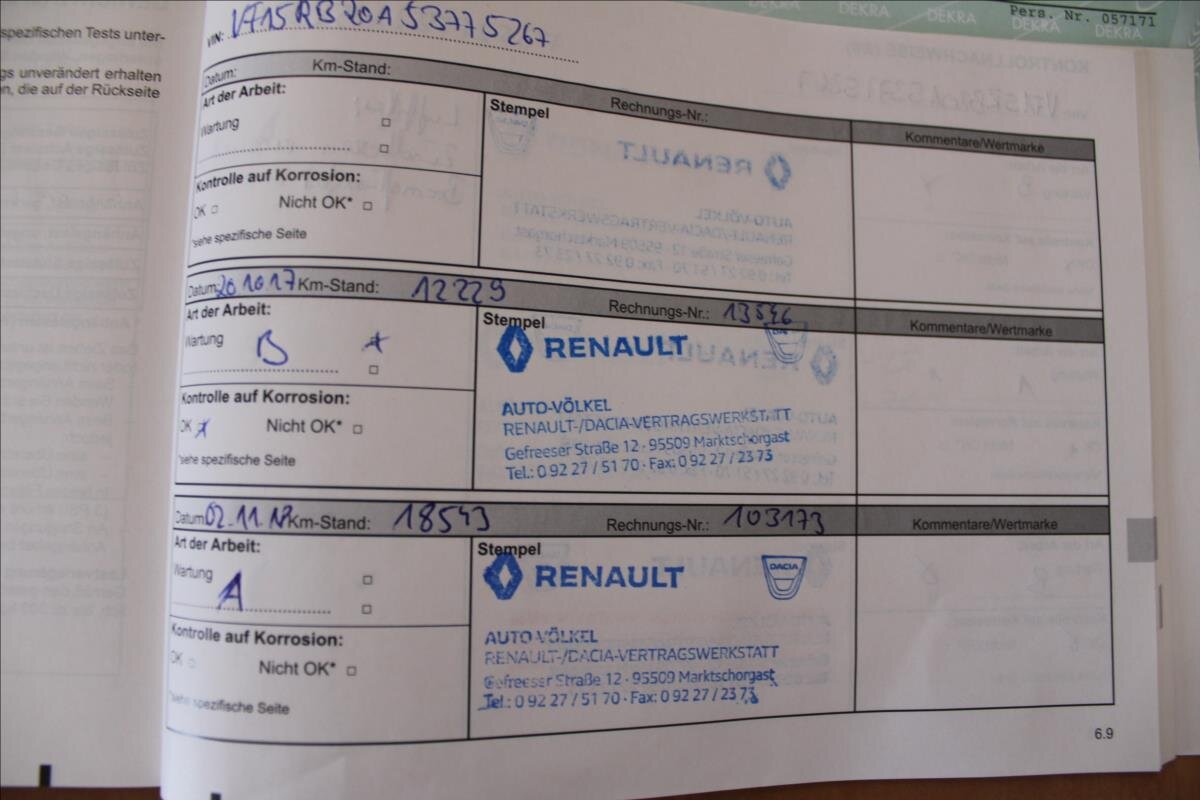 spezifischen Tests unter-
gs unverändert erhalten
n, die auf der Rückseite
DEKRA DEKRA DEKRA DEKRA
Pers. Nr. 057171
VIN: VF15RB20A53775267
Datum: Km-Stand: Rechnungs-Nr.:
Art der Arbeit:
Wartung
Stempel
Kommentare/Wertmarke
Kontrolle auf Korrosion:
OK Nicht OK*
*siehe spezifische Seite
Datum: 20 10 17 Km-Stand: 12229 Rechnungs-Nr.: 13546
Art der Arbeit:
Wartung B
Stempel
Kommentare/Wertmarke
RENAULT
AUTO-VÖLKEL
RENAULT-/DACIA-VERTRAGSWERKSTATT
Gefreeser Straße 12 · 95509 Marktschorgast
Tel.: 0 92 27 / 51 70 · Fax: 0 92 27 / 23 73
Kontrolle auf Korrosion:
OK Nicht OK*
*siehe spezifische Seite
Datum 02.11. Km-Stand: 18543 Rechnungs-Nr.: 103173
Art der Arbeit:
Wartung A
Stempel
Kommentare/Wertmarke
RENAULT
DACIA
AUTO-VÖLKEL
RENAULT-/DACIA-VERTRAGSWERKSTATT
Gefreeser Straße 12 · 95509 Marktschorgast
Tel.: 0 92 27 / 51 70 · Fax: 0 92 27 / 23 73
Kontrolle auf Korrosion:
OK Nicht OK*
*siehe spezifische Seite
6.9